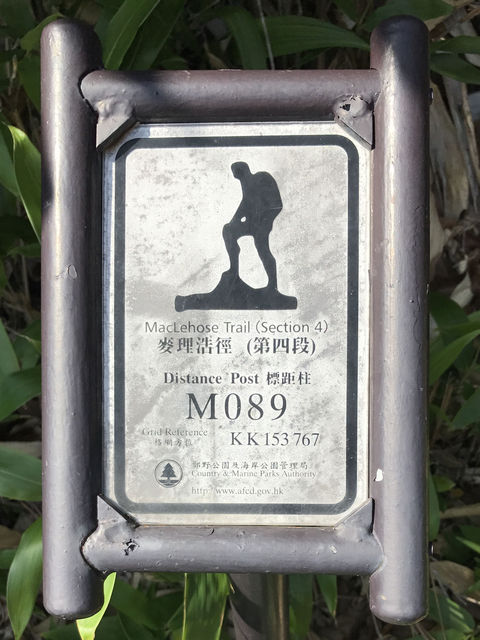 MacLehose Trail (Section 4)
麥理浩徑 (第四段)
Distance Post 標距柱
M089
Grid Reference
格網方位
KK 153 767
郊野公園及海岸公園管理局
Country & Marine Parks Authority
http://www.afcd.gov.hk